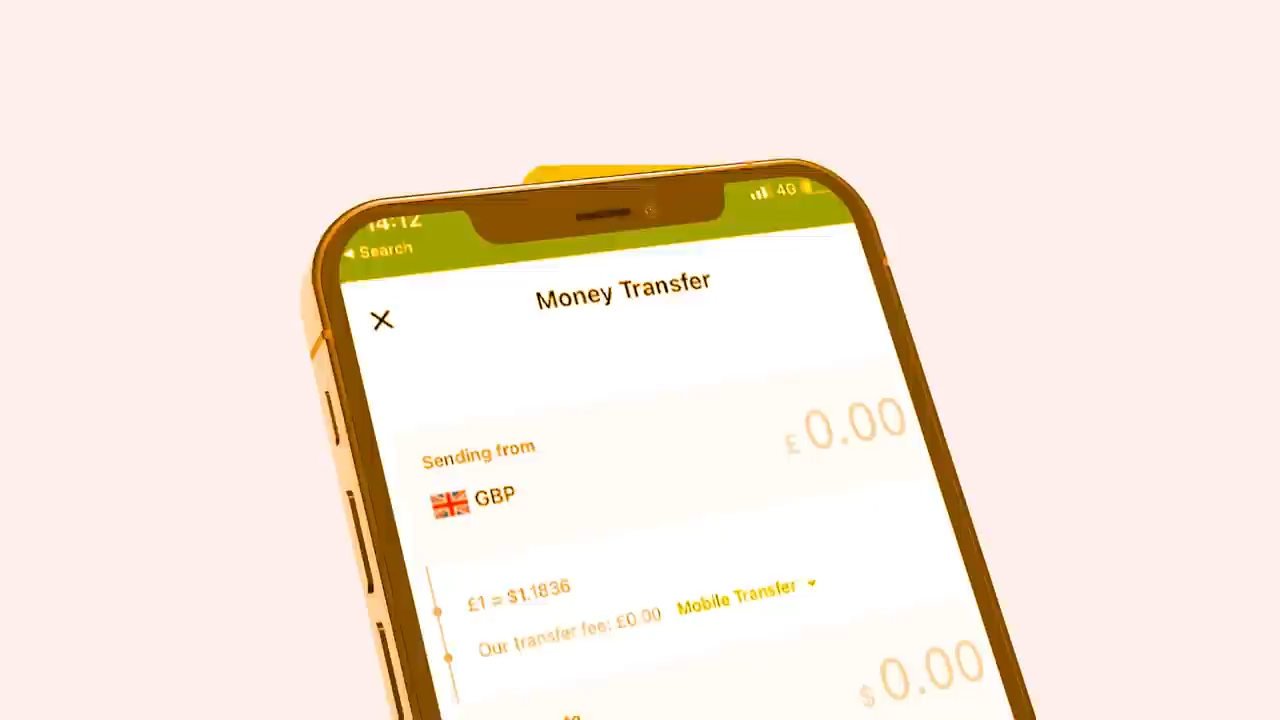 14:12
4G
Search
Money Transfer
£0.00
Sending from
GBP
£1 = $1.1836
Our transfer fee: £0.00 Mobile Transfer
$0.00